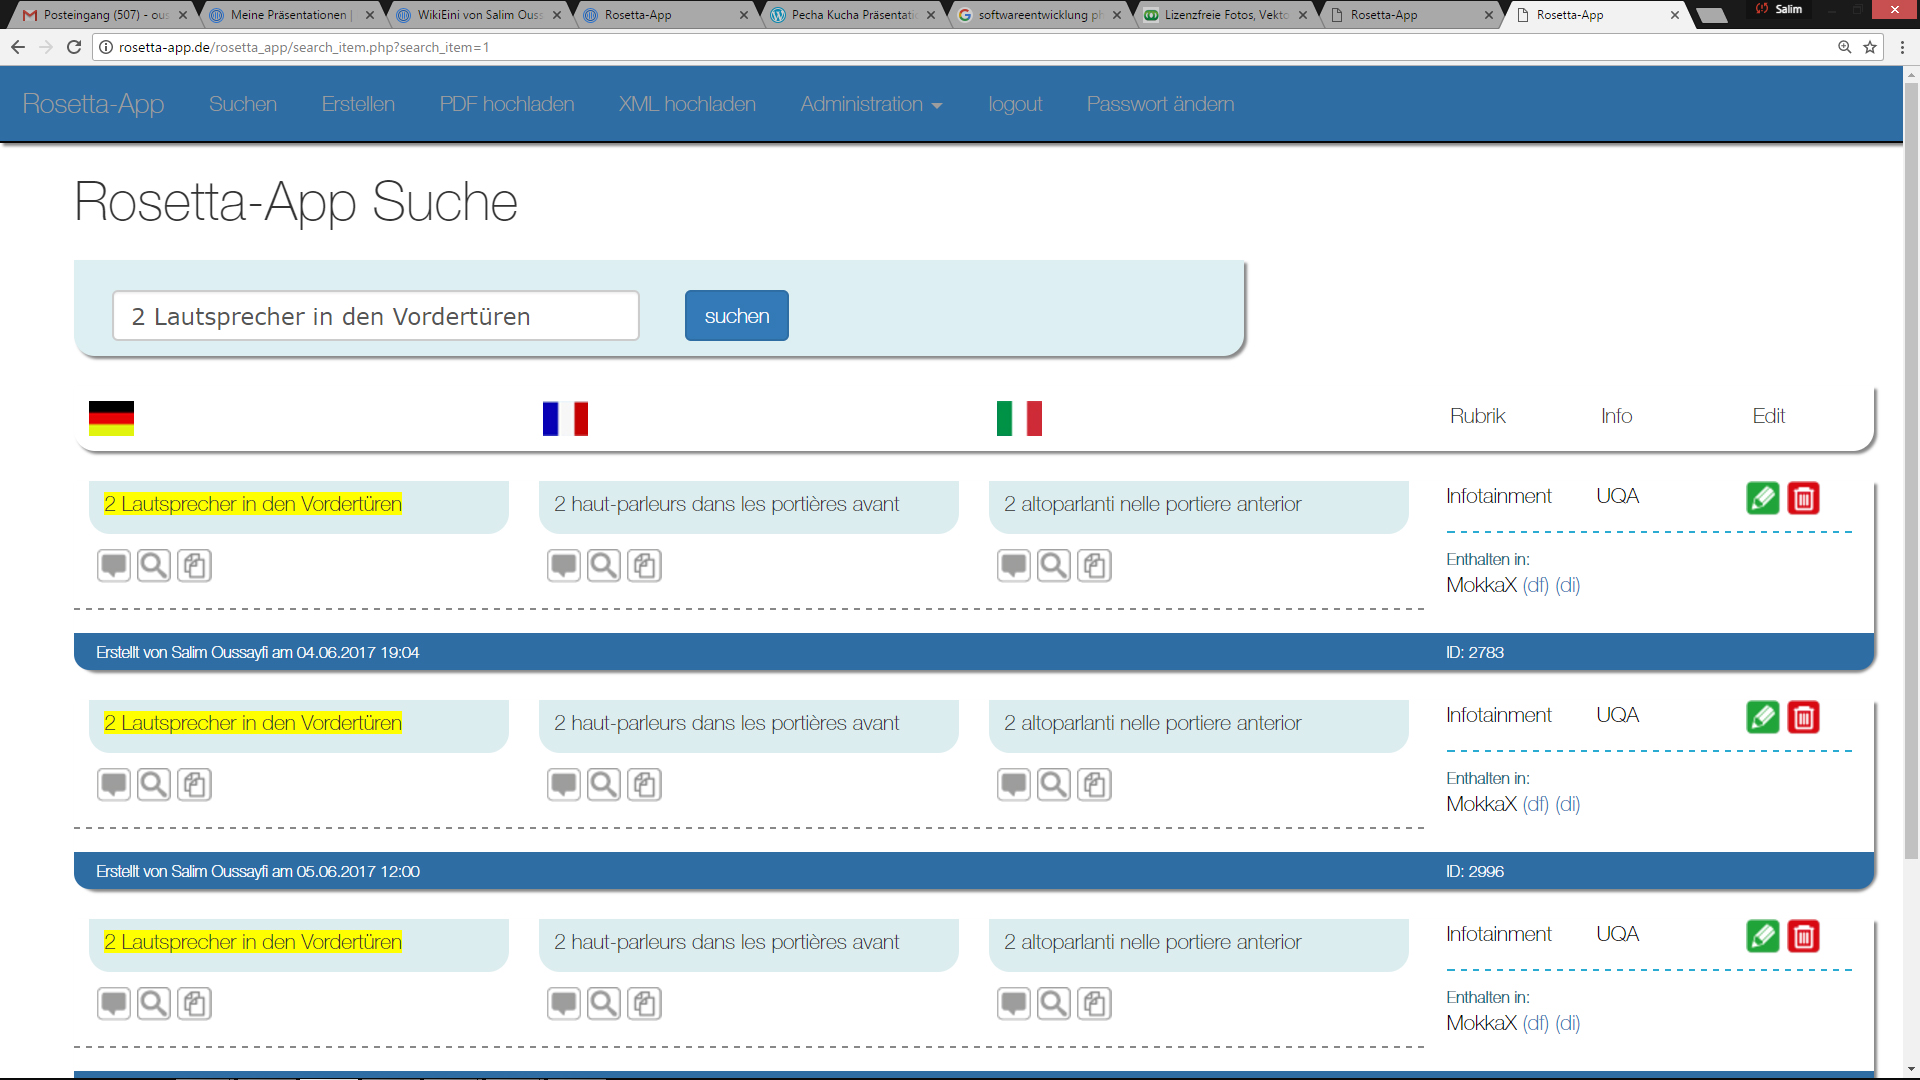 Posteingang (507) - ous
Meine Präsentationen |
WikiEini von Salim Ouss
Rosetta-App
Pecha Kucha Präsentati
softwareentwicklung p
Lizenzfreie Fotos, Vekto
Rosetta-App
Rosetta-App
Salim
rosetta-app.de/rosetta_app/search_item.php?search_item=1
Rosetta-App Suchen Erstellen PDF hochladen XML hochladen Administration logout Passwort ändern
Rosetta-App Suche
2 Lautsprecher in den Vordertüren suchen
Rubrik Info Edit
2 Lautsprecher in den Vordertüren 2 haut-parleurs dans les portières avant 2 altoparlanti nelle portiere anterior Infotainment UQA
Enthalten in:
MokkaX (df) (di)
Erstellt von Salim Oussayfi am 04.06.2017 19:04 ID: 2783
2 Lautsprecher in den Vordertüren 2 haut-parleurs dans les portières avant 2 altoparlanti nelle portiere anterior Infotainment UQA
Enthalten in:
MokkaX (df) (di)
Erstellt von Salim Oussayfi am 05.06.2017 12:00 ID: 2996
2 Lautsprecher in den Vordertüren 2 haut-parleurs dans les portières avant 2 altoparlanti nelle portiere anterior Infotainment UQA
Enthalten in:
MokkaX (df) (di)